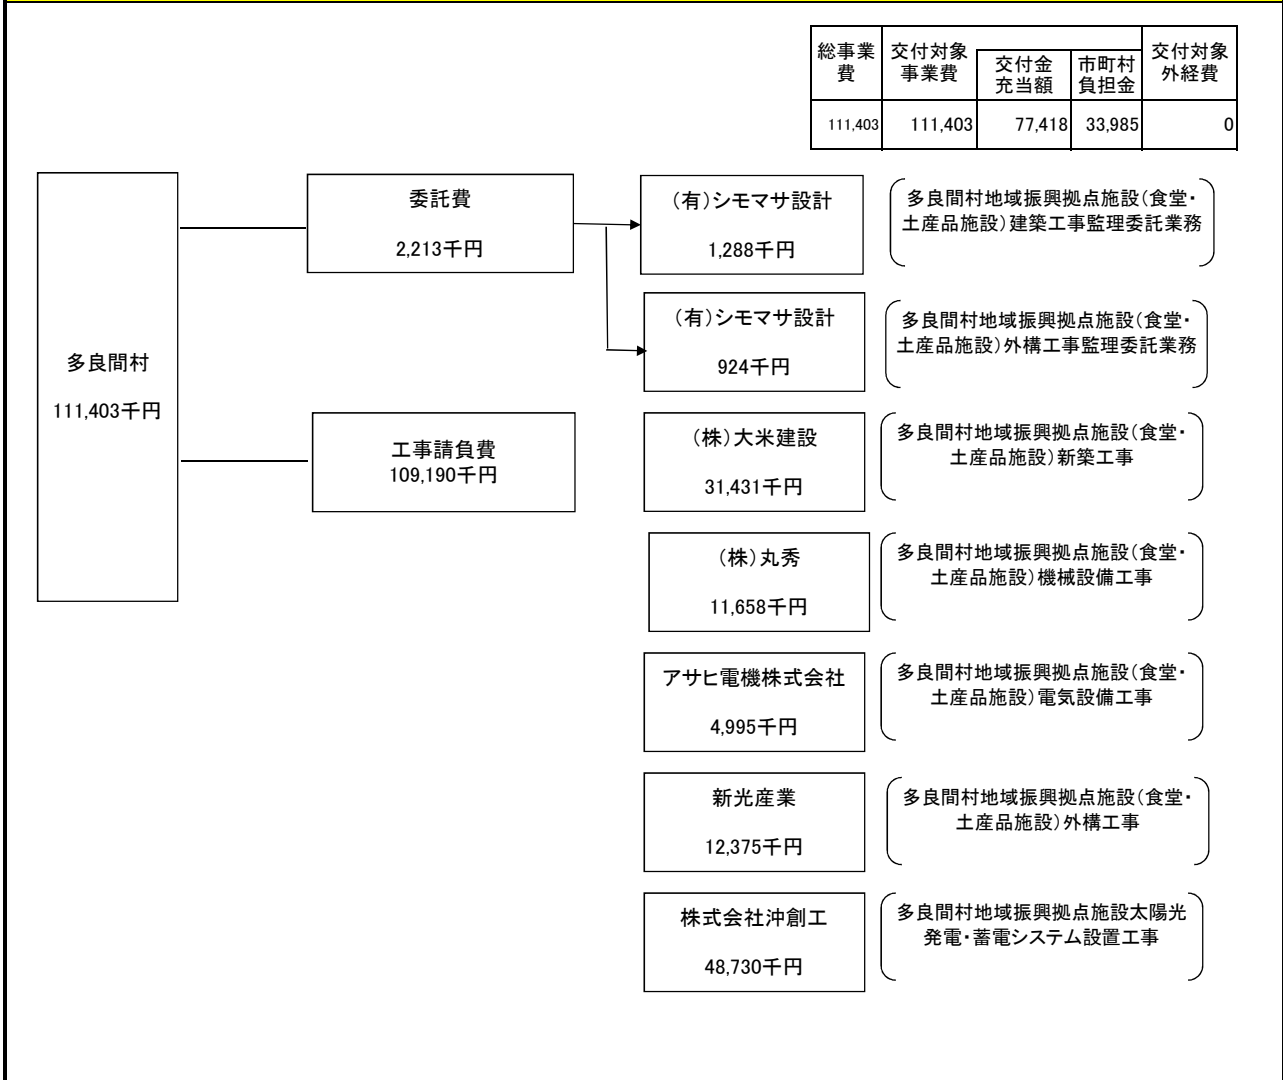 総事業
費
交付対象
事業費
交付金
充当額
市町村
負担金
交付対象
外経費
111,403
111,403
77,418
33,985
0
多良間村
111,403千円
委託費
2,213千円
(有)シモマサ設計
1,288千円
多良間村地域振興拠点施設(食堂・
土産品施設)建築工事監理委託業務
(有)シモマサ設計
924千円
多良間村地域振興拠点施設(食堂・
土産品施設)外構工事監理委託業務
工事請負費
109,190千円
(株)大米建設
31,431千円
多良間村地域振興拠点施設(食堂・
土産品施設)新築工事
(株)丸秀
11,658千円
多良間村地域振興拠点施設(食堂・
土産品施設)機械設備工事
アサヒ電機株式会社
4,995千円
多良間村地域振興拠点施設(食堂・
土産品施設)電気設備工事
新光産業
12,375千円
多良間村地域振興拠点施設(食堂・
土産品施設)外構工事
株式会社沖創工
48,730千円
多良間村地域振興拠点施設太陽光
発電・蓄電システム設置工事